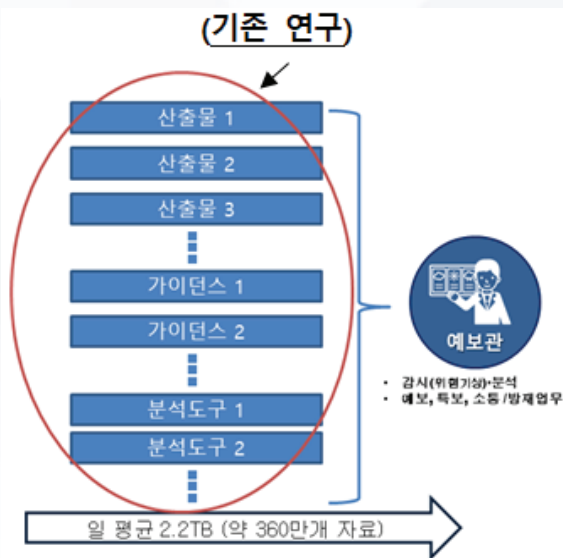 (기존 연구)
산출물 1
산출물 2
산출물 3
가이던스 1
가이던스 2
분석도구 1
분석도구 2
예보관
• 감시(위험기상)•분석
• 예보, 특보, 소통/방재업무
일 평균 2.2TB (약 360만개 자료)